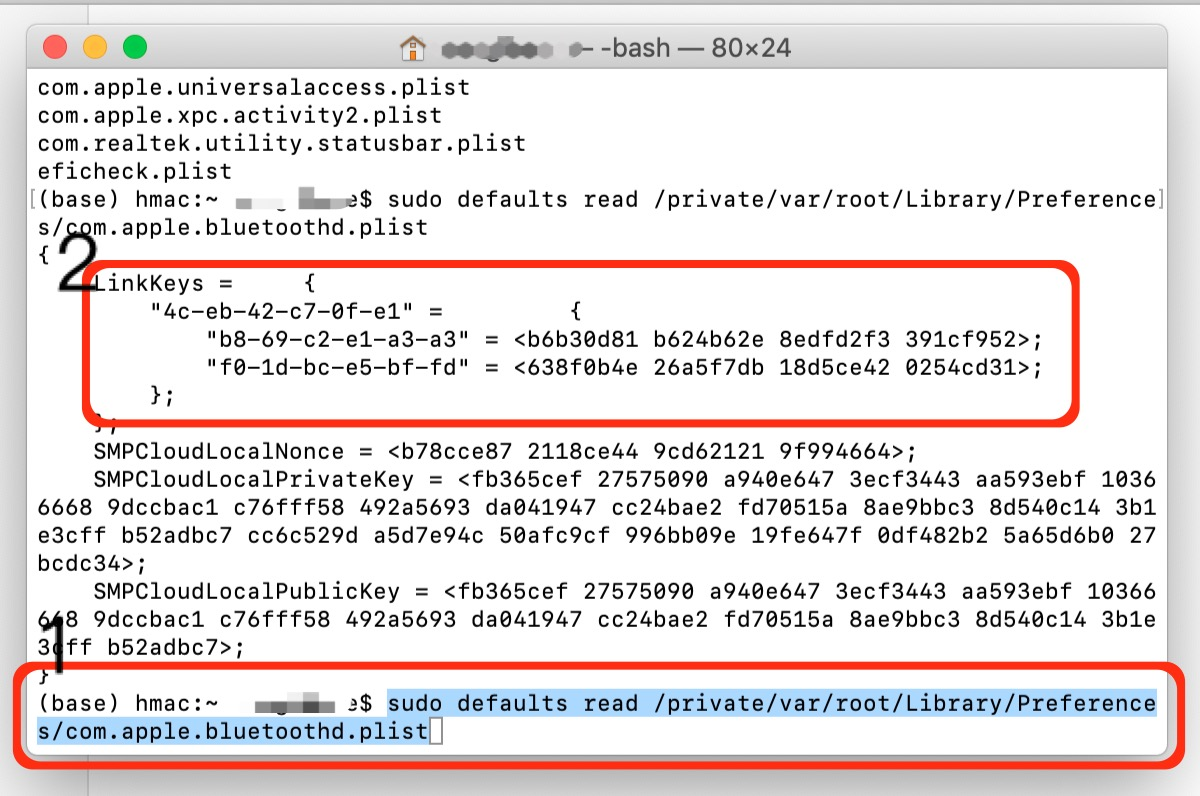 -bash — 80×24
com.apple.universalaccess.plist
com.apple.xpc.activity2.plist
com.realtek.utility.statusbar.plist
eficheck.plist
[(base) hmac:~ e$ sudo defaults read /private/var/root/Library/Preference]
s/com.apple.bluetoothd.plist
{
2
LinkKeys =     {
"4c-eb-42-c7-0f-e1" =         {
"b8-69-c2-e1-a3-a3" = <b6b30d81 b624b62e 8edfd2f3 391cf952>;
"f0-1d-bc-e5-bf-fd" = <638f0b4e 26a5f7db 18d5ce42 0254cd31>;
};
};
SMPCloudLocalNonce = <b78cce87 2118ce44 9cd62121 9f994664>;
SMPCloudLocalPrivateKey = <fb365cef 27575090 a940e647 3ecf3443 aa593ebf 1036
6668 9dccbac1 c76fff58 492a5693 da041947 cc24bae2 fd70515a 8ae9bbc3 8d540c14 3b1
e3cff b52adbc7 cc6c529d a5d7e94c 50afc9cf 996bb09e 19fe647f 0df482b2 5a65d6b0 27
bcdc34>;
SMPCloudLocalPublicKey = <fb365cef 27575090 a940e647 3ecf3443 aa593ebf 10366
668 9dccbac1 c76fff58 492a5693 da041947 cc24bae2 fd70515a 8ae9bbc3 8d540c14 3b1e
3cff b52adbc7>;
1
}
(base) hmac:~ e$ sudo defaults read /private/var/root/Library/Preference
s/com.apple.bluetoothd.plist